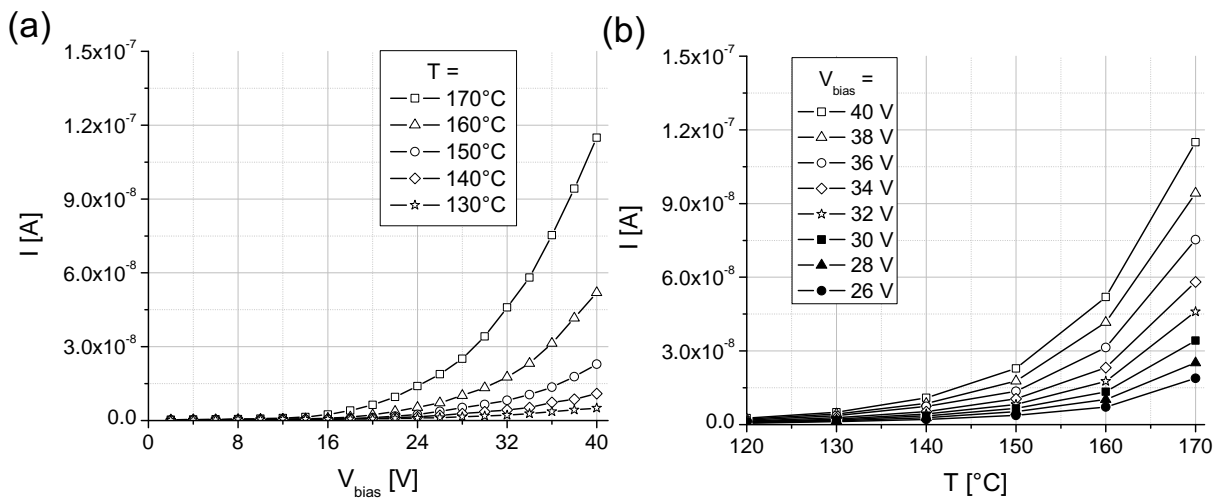 (a)
1.5x10⁻⁷
1.2x10⁻⁷
9.0x10⁻⁸
6.0x10⁻⁸
3.0x10⁻⁸
0.0
I [A]
T =
170°C
160°C
150°C
140°C
130°C
0 8 16 24 32 40
V_bias [V]
(b)
1.5x10⁻⁷
1.2x10⁻⁷
9.0x10⁻⁸
6.0x10⁻⁸
3.0x10⁻⁸
0.0
I [A]
V_bias =
40 V
38 V
36 V
34 V
32 V
30 V
28 V
26 V
120 130 140 150 160 170
T [°C]